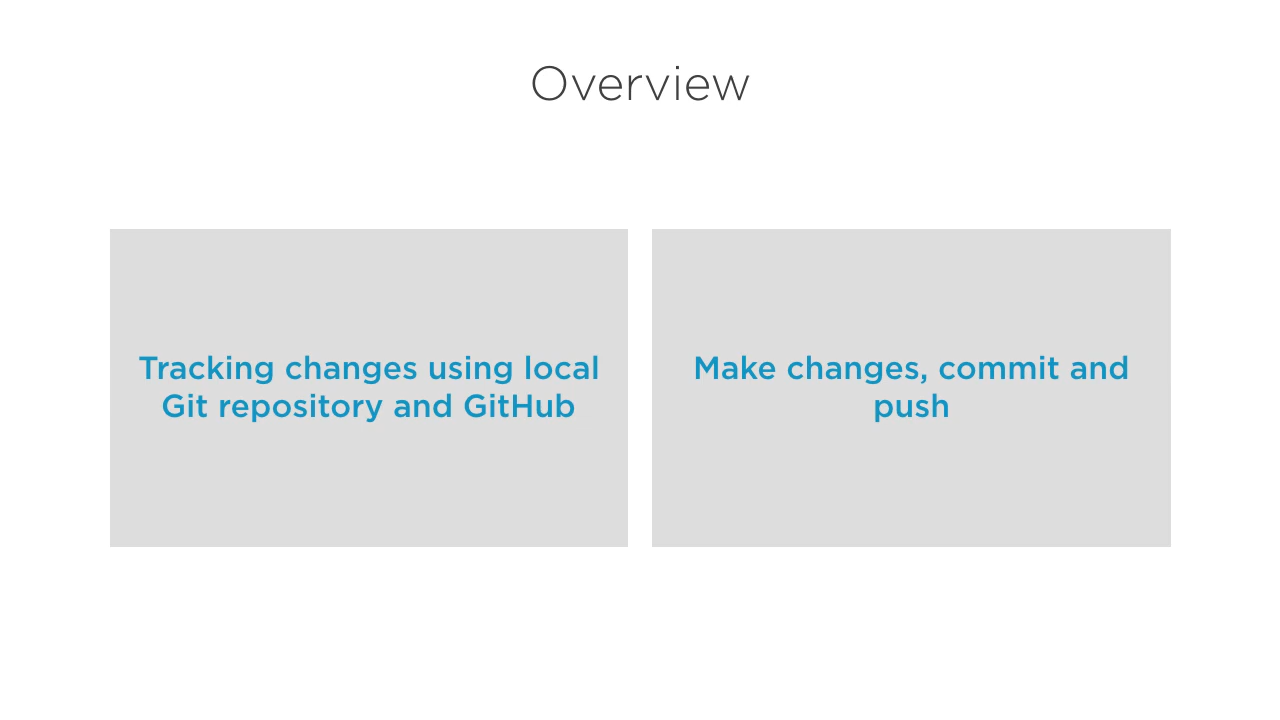 Overview
Tracking changes using local
Git repository and GitHub
Make changes, commit and
push